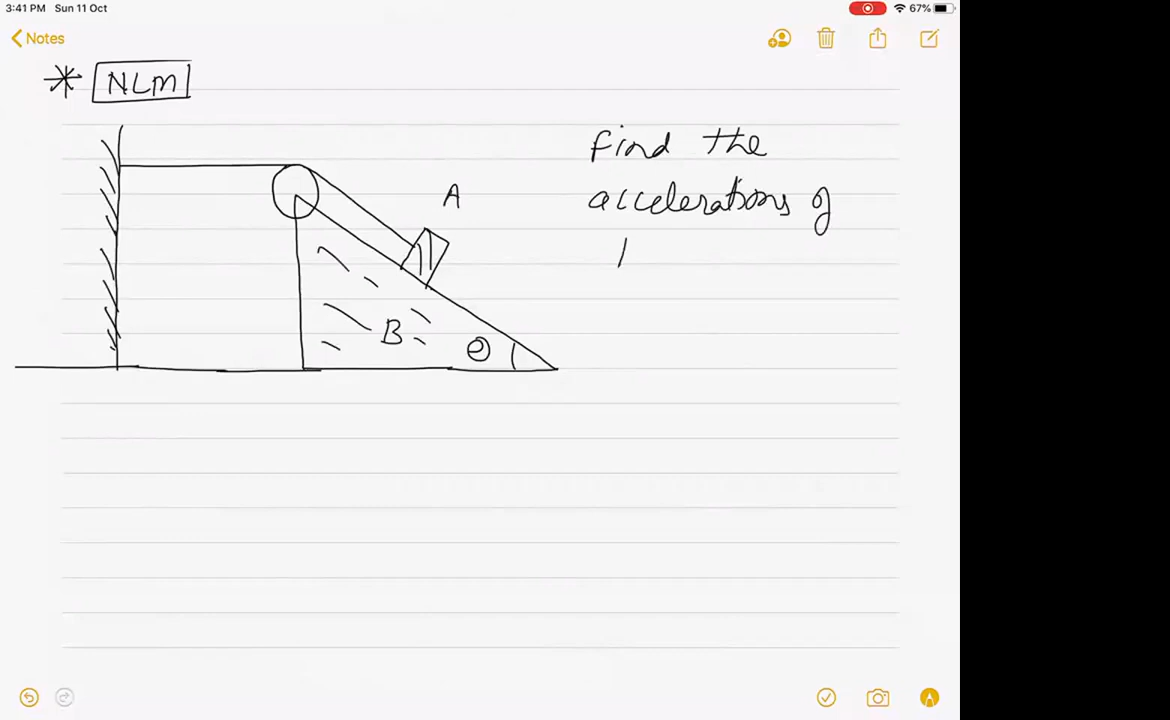 3:41 PM Sun 11 Oct
67%
Notes
* NLM
find the
accelerations of
A
B
θ